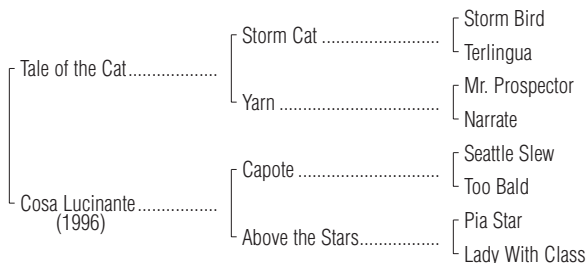 Storm Bird
Storm Cat ........................
Terlingua
Tale of the Cat..................
Mr. Prospector
Yarn .................................
Narrate
Seattle Slew
Capote .............................
Too Bald
Cosa Lucinante................
(1996)
Pia Star
Above the Stars................
Lady With Class